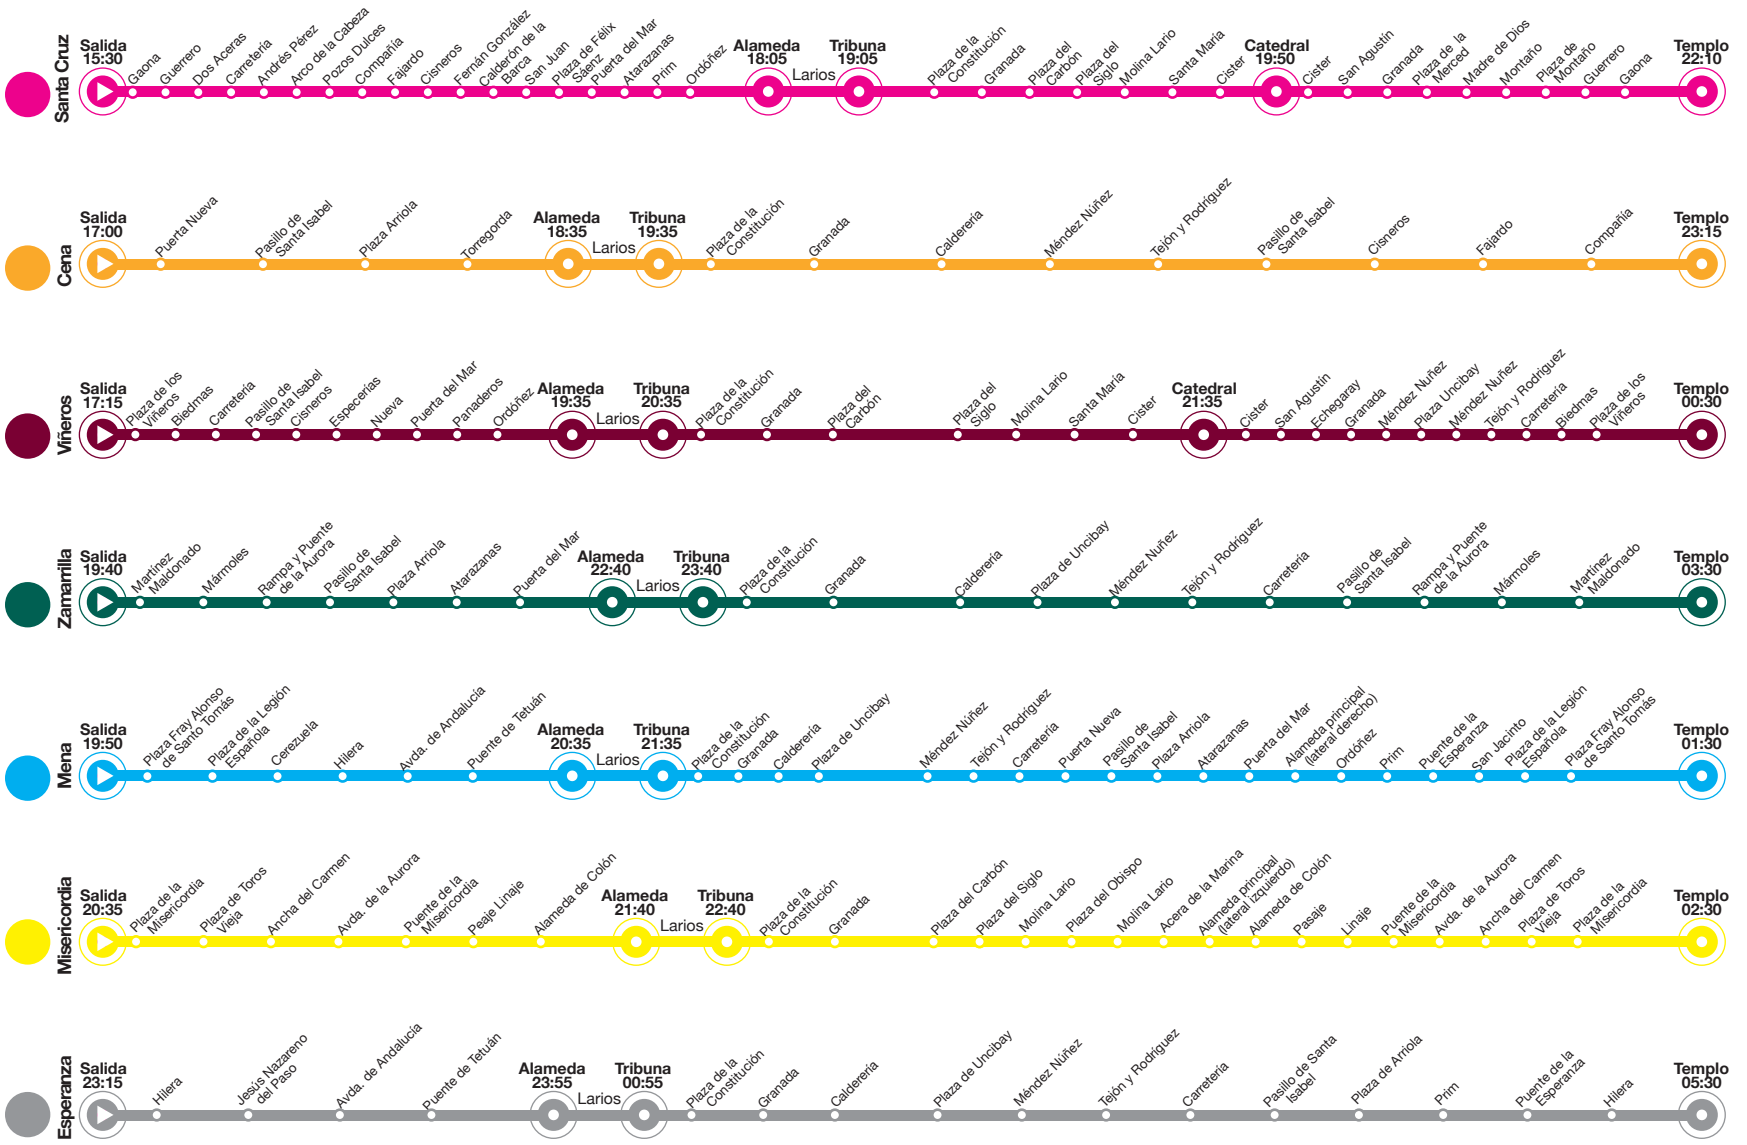 Santa Cruz
Salida
15:30
Gaona
Guerrero
Dos Aceras
Carretería
Andrés Pérez
Arco de la Cabeza
Pozos Dulces
Compañía
Fajardo
Cisneros
Fernán González
Calderón de la
Barca
San Juan
Plaza de Félix
Sáenz
Puerta del Mar
Atarazanas
Prim
Ordóñez
Alameda
18:05
Larios
Tribuna
19:05
Plaza de la
Constitución
Granada
Plaza del
Carbón
Plaza del
Siglo
Molina Lario
Santa María
Cister
Catedral
19:50
Cister
San Agustín
Granada
Plaza de la
Merced
Madre de Dios
Montaño
Plaza de
Montaño
Guerrero
Gaona
Templo
22:10
Cena
Salida
17:00
Puerta Nueva
Pasillo de
Santa Isabel
Plaza Arriola
Torregorda
Alameda
18:35
Larios
Tribuna
19:35
Plaza de la
Constitución
Granada
Calderería
Méndez Núñez
Tejón y Rodríguez
Pasillo de
Santa Isabel
Cisneros
Fajardo
Compañía
Templo
23:15
Viñeros
Salida
17:15
Plaza de los
Viñeros
Biedmas
Carretería
Pasillo de
Santa Isabel
Cisneros
Especerías
Nueva
Puerta del Mar
Panaderos
Ordóñez
Alameda
19:35
Larios
Tribuna
20:35
Plaza de la
Constitución
Granada
Plaza del
Carbón
Plaza del
Siglo
Molina Lario
Santa María
Cister
Catedral
21:35
Cister
San Agustín
Echegaray
Granada
Méndez Nuñez
Plaza Uncibay
Méndez Nuñez
Tejón y Rodríguez
Carretería
Biedmas
Plaza de los
Viñeros
Templo
00:30
Zamarrilla
Salida
19:40
Martínez
Maldonado
Mármoles
Rampa y Puente
de la Aurora
Pasillo de
Santa Isabel
Plaza Arriola
Atarazanas
Puerta del Mar
Alameda
22:40
Larios
Tribuna
23:40
Plaza de la
Constitución
Granada
Calderería
Plaza de Uncibay
Méndez Nuñez
Tejón y Rodríguez
Carretería
Pasillo de
Santa Isabel
Rampa y Puente
de la Aurora
Mármoles
Martínez
Maldonado
Templo
03:30
Mena
Salida
19:50
Plaza Fray Alonso
de Santo Tomás
Plaza de la Legión
Española
Cerezuela
Hilera
Avda. de Andalucía
Puente de Tetuán
Alameda
20:35
Larios
Tribuna
21:35
Plaza de la
Constitución
Granada
Calderería
Plaza de Uncibay
Méndez Núñez
Tejón y Rodríguez
Carretería
Puerta Nueva
Pasillo de
Santa Isabel
Plaza Arriola
Atarazanas
Puerta del Mar
Alameda principal
(lateral derecho)
Ordóñez
Prim
Puente de la
Esperanza
San Jacinto
Plaza de la Legión
Española
Plaza Fray Alonso
de Santo Tomás
Templo
01:30
Misericordia
Salida
20:35
Plaza de la
Misericordia
Plaza de Toros
Vieja
Ancha del Carmen
Avda. de la Aurora
Puente de la
Misericordia
Peaje Linaje
Alameda de Colón
Alameda
21:40
Larios
Tribuna
22:40
Plaza de la
Constitución
Granada
Plaza del Carbón
Plaza del Siglo
Molina Lario
Plaza del Obispo
Molina Lario
Acera de la Marina
Alameda principal
(lateral izquierdo)
Alameda de Colón
Pasaje
Linaje
Puente de la
Misericordia
Avda. de la Aurora
Ancha del Carmen
Plaza de Toros
Vieja
Plaza de la
Misericordia
Templo
02:30
Esperanza
Salida
23:15
Hilera
Jesús Nazareno
del Paso
Avda. de Andalucía
Puente de Tetuán
Alameda
23:55
Larios
Tribuna
00:55
Plaza de la
Constitución
Granada
Calderería
Plaza de Uncibay
Méndez Núñez
Tejón y Rodríguez
Carretería
Pasillo de Santa
Isabel
Plaza de Arriola
Prim
Puente de la
Esperanza
Hilera
Templo
05:30